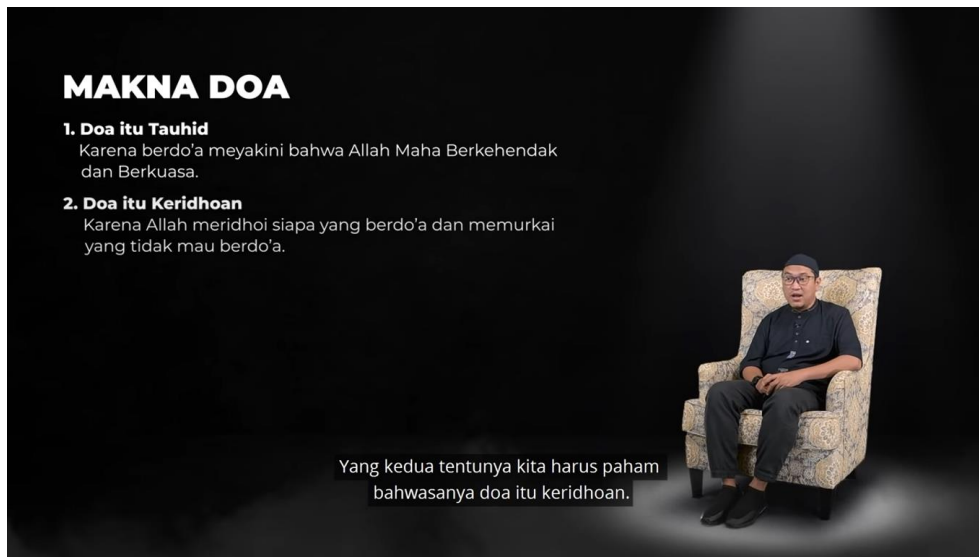 MAKNA DOA
1. Doa itu Tauhid
Karena berdo'a meyakini bahwa Allah Maha Berkehendak
dan Berkuasa.
2. Doa itu Keridhoan
Karena Allah meridhoi siapa yang berdo'a dan memurkai
yang tidak mau berdo'a.
Yang kedua tentunya kita harus paham
bahwasanya doa itu keridhoan.